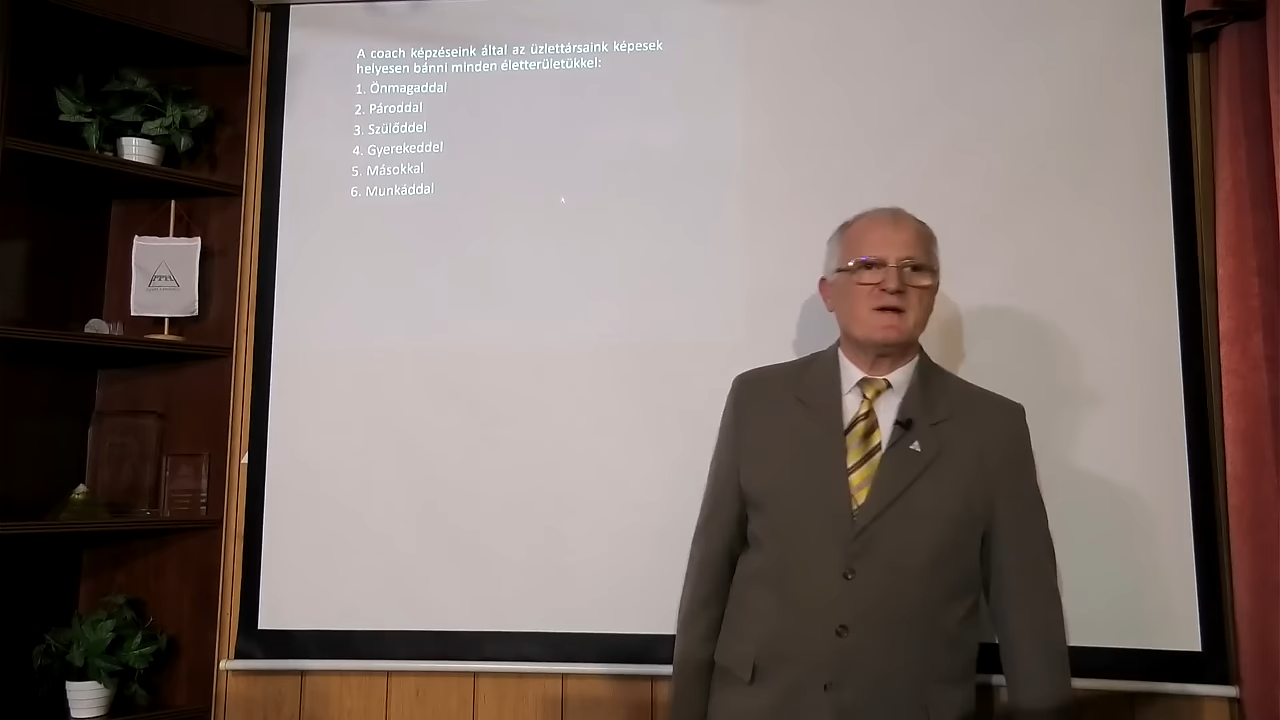 A coach képzéseink által az üzlettársaink képesek
helyesen bánni minden életterületükkel:
1. Önmagaddal
2. Pároddal
3. Szülőddel
4. Gyerekeddel
5. Másokkal
6. Munkáddal